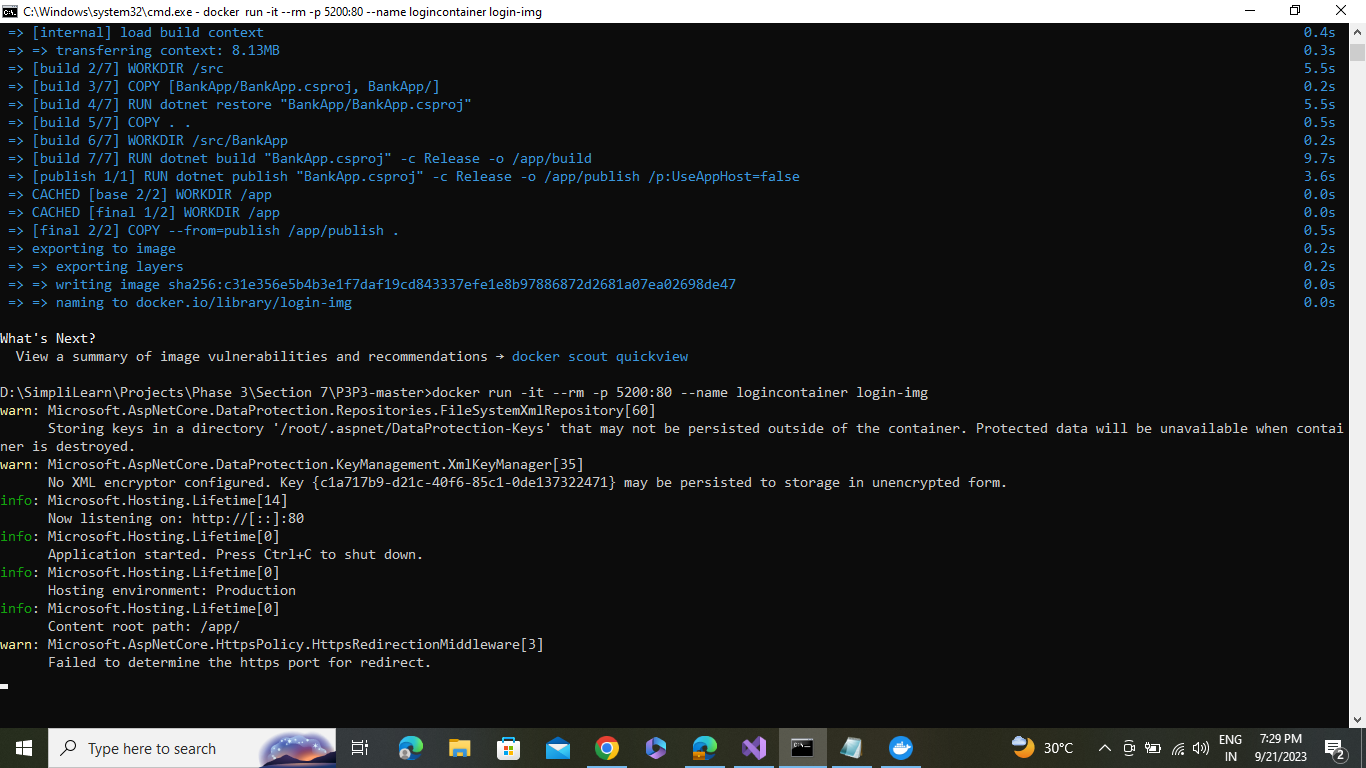 C:\Windows\system32\cmd.exe - docker  run -it --rm -p 5200:80 --name logincontainer login-img
=> [internal] load build context 0.4s
=> => transferring context: 8.13MB 0.3s
=> [build 2/7] WORKDIR /src 5.5s
=> [build 3/7] COPY [BankApp/BankApp.csproj, BankApp/] 0.2s
=> [build 4/7] RUN dotnet restore "BankApp/BankApp.csproj" 5.5s
=> [build 5/7] COPY . . 0.5s
=> [build 6/7] WORKDIR /src/BankApp 0.2s
=> [build 7/7] RUN dotnet build "BankApp.csproj" -c Release -o /app/build 9.7s
=> [publish 1/1] RUN dotnet publish "BankApp.csproj" -c Release -o /app/publish /p:UseAppHost=false 3.6s
=> CACHED [base 2/2] WORKDIR /app 0.0s
=> CACHED [final 1/2] WORKDIR /app 0.0s
=> [final 2/2] COPY --from=publish /app/publish . 0.5s
=> exporting to image 0.2s
=> => exporting layers 0.2s
=> => writing image sha256:c31e356e5b4b3e1f7daf19cd843337efe1e8b97886872d2681a07ea02698de47 0.0s
=> => naming to docker.io/library/login-img 0.0s
What's Next?
View a summary of image vulnerabilities and recommendations → docker scout quickview
D:\SimpliLearn\Projects\Phase 3\Section 7\P3P3-master>docker run -it --rm -p 5200:80 --name logincontainer login-img
warn: Microsoft.AspNetCore.DataProtection.Repositories.FileSystemXmlRepository[60]
Storing keys in a directory '/root/.aspnet/DataProtection-Keys' that may not be persisted outside of the container. Protected data will be unavailable when contai
ner is destroyed.
warn: Microsoft.AspNetCore.DataProtection.KeyManagement.XmlKeyManager[35]
No XML encryptor configured. Key {c1a717b9-d21c-40f6-85c1-0de137322471} may be persisted to storage in unencrypted form.
info: Microsoft.Hosting.Lifetime[14]
Now listening on: http://[::]:80
info: Microsoft.Hosting.Lifetime[0]
Application started. Press Ctrl+C to shut down.
info: Microsoft.Hosting.Lifetime[0]
Hosting environment: Production
info: Microsoft.Hosting.Lifetime[0]
Content root path: /app/
warn: Microsoft.AspNetCore.HttpsPolicy.HttpsRedirectionMiddleware[3]
Failed to determine the https port for redirect.
Type here to search
30°C
ENG
IN
7:29 PM
9/21/2023
2